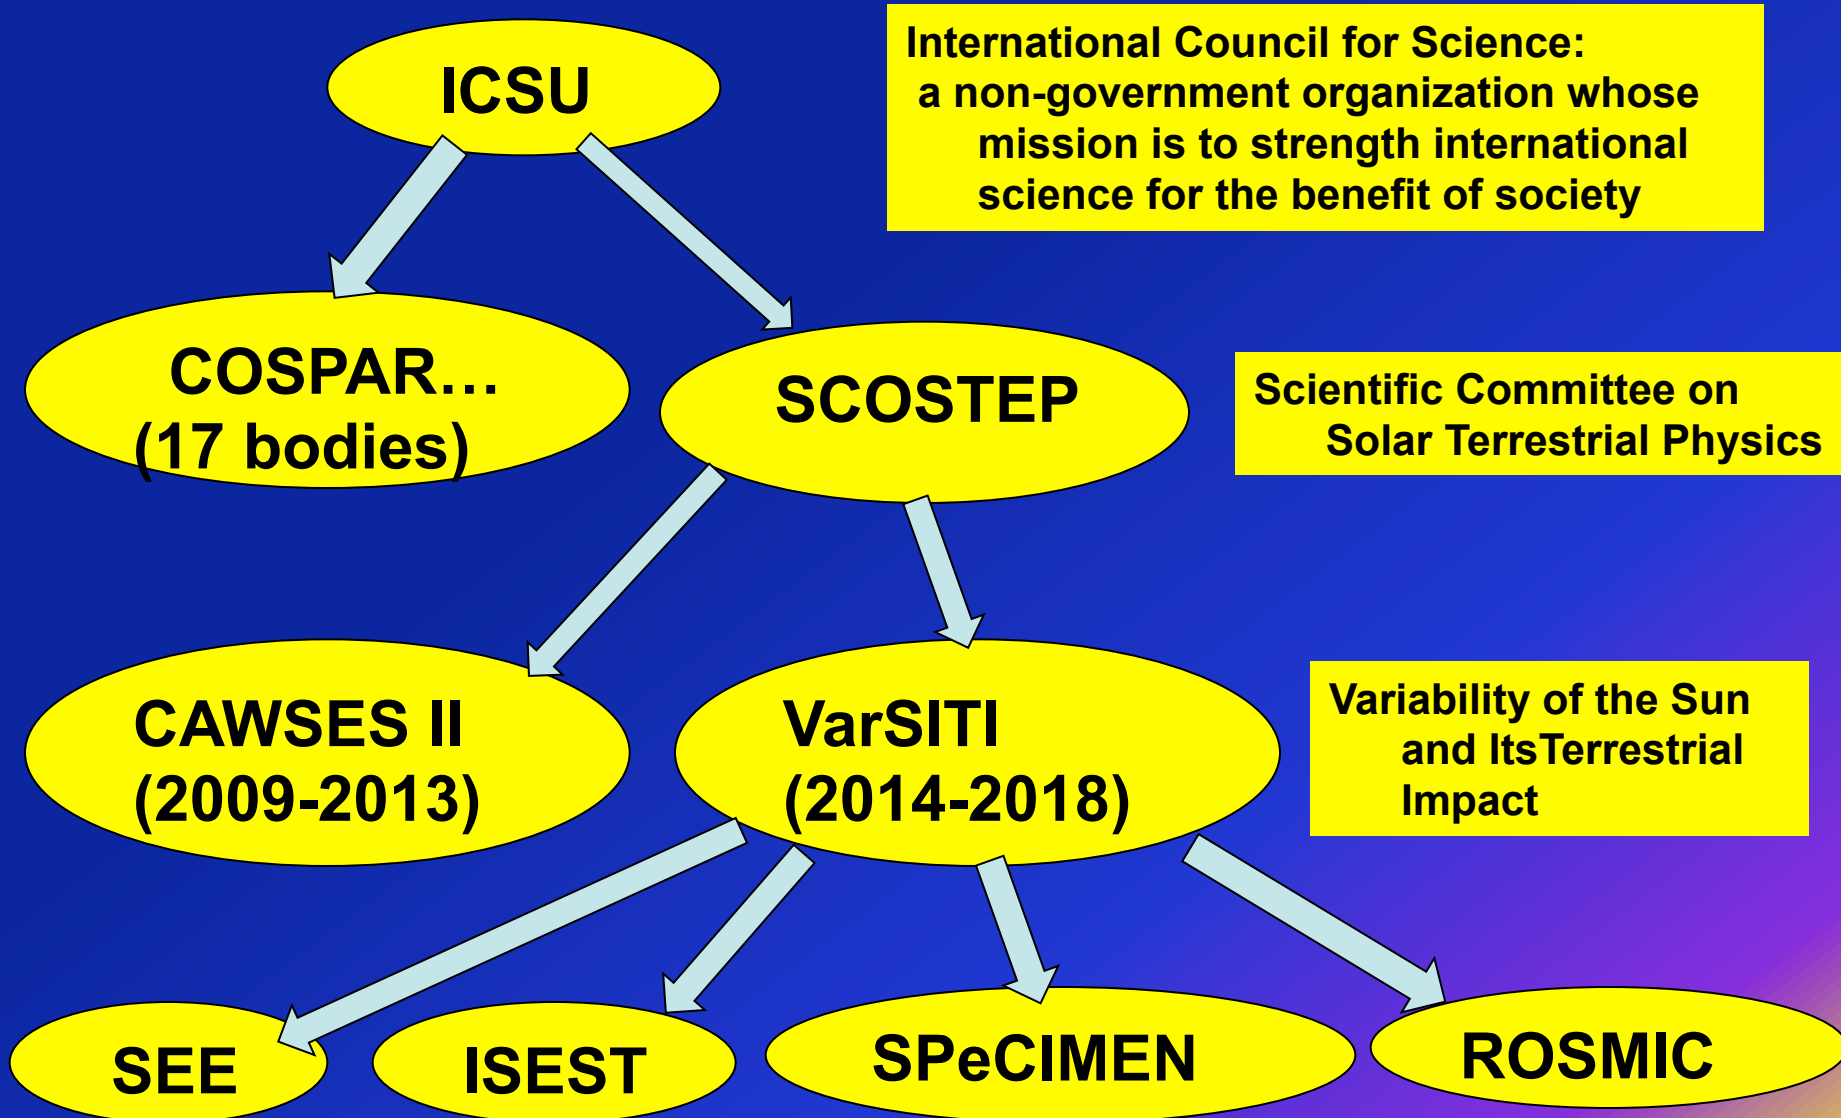 ICSU
International Council for Science:
a non-government organization whose
mission is to strength international
science for the benefit of society
COSPAR…
(17 bodies)
SCOSTEP
Scientific Committee on
Solar Terrestrial Physics
CAWSES II
(2009-2013)
VarSITI
(2014-2018)
Variability of the Sun
and ItsTerrestrial
Impact
SEE
ISEST
SPeCIMEN
ROSMIC